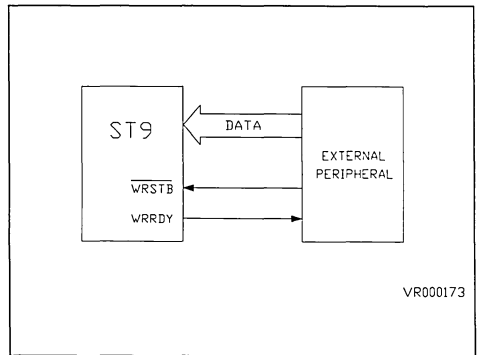 ST9
DATA
EXTERNAL
PERIPHERAL
WRSTB
WRRDY
VR000173